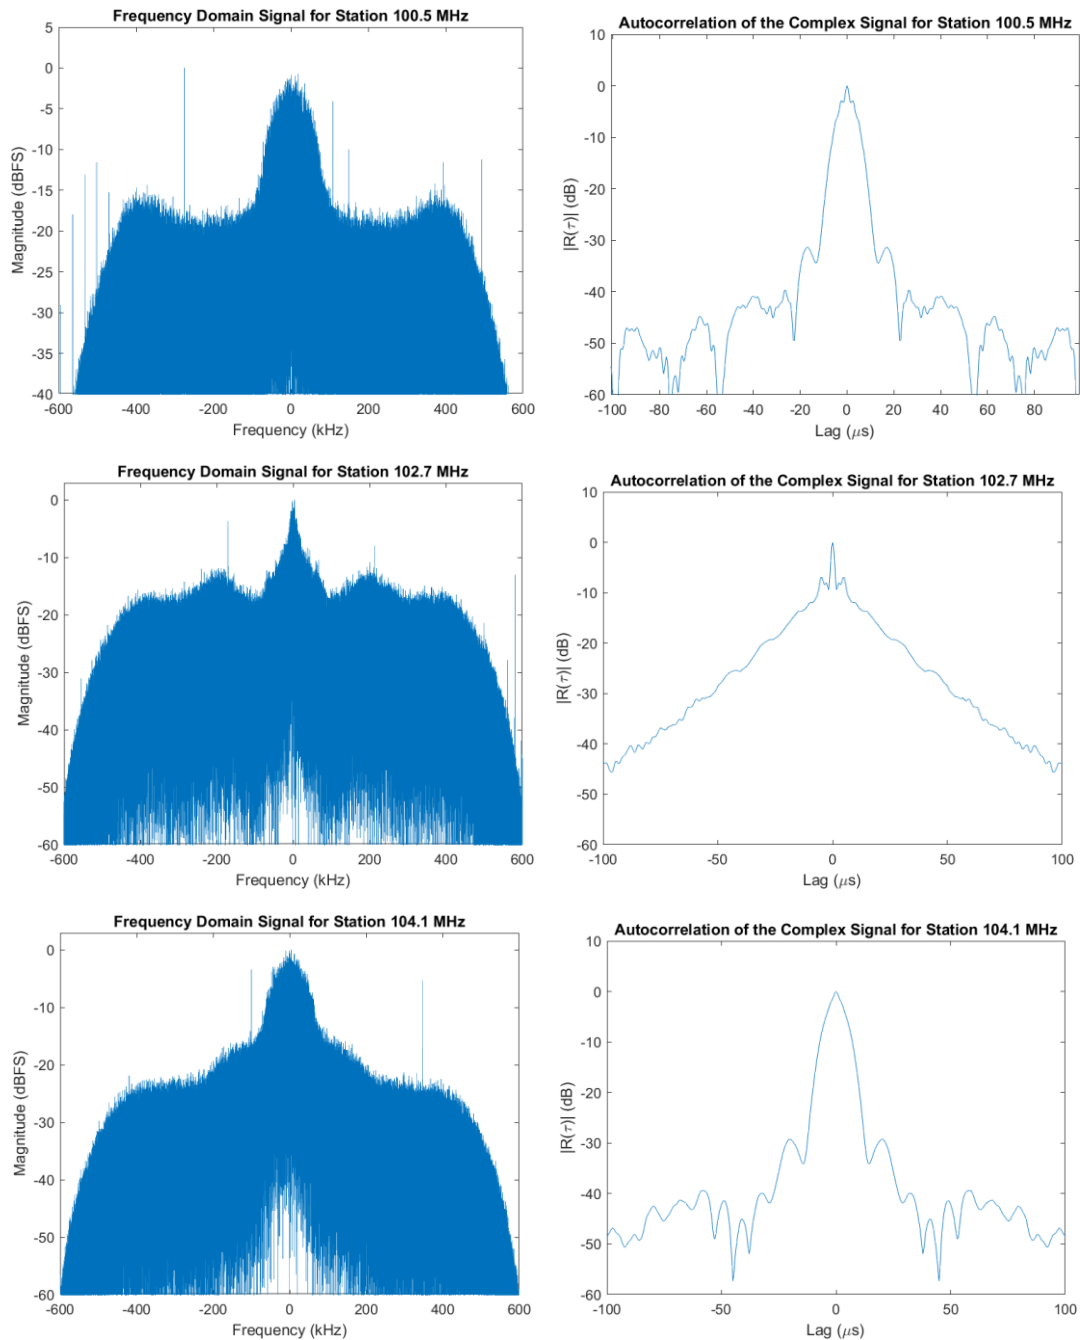 Frequency Domain Signal for Station 100.5 MHz
5
0
-5
-10
-15
-20
-25
-30
-35
-40
Magnitude (dBFS)
-600 -400 -200 0 200 400 600
Frequency (kHz)
Autocorrelation of the Complex Signal for Station 100.5 MHz
10
0
-10
-20
-30
-40
-50
-60
|R(τ)| (dB)
-100 -80 -60 -40 -20 0 20 40 60 80
Lag (μs)
Frequency Domain Signal for Station 102.7 MHz
0
-10
-20
-30
-40
-50
-60
Magnitude (dBFS)
-600 -400 -200 0 200 400 600
Frequency (kHz)
Autocorrelation of the Complex Signal for Station 102.7 MHz
10
0
-10
-20
-30
-40
-50
-60
|R(τ)| (dB)
-100 -50 0 50 100
Lag (μs)
Frequency Domain Signal for Station 104.1 MHz
0
-10
-20
-30
-40
-50
-60
Magnitude (dBFS)
-600 -400 -200 0 200 400 600
Frequency (kHz)
Autocorrelation of the Complex Signal for Station 104.1 MHz
10
0
-10
-20
-30
-40
-50
-60
|R(τ)| (dB)
-100 -50 0 50 100
Lag (μs)